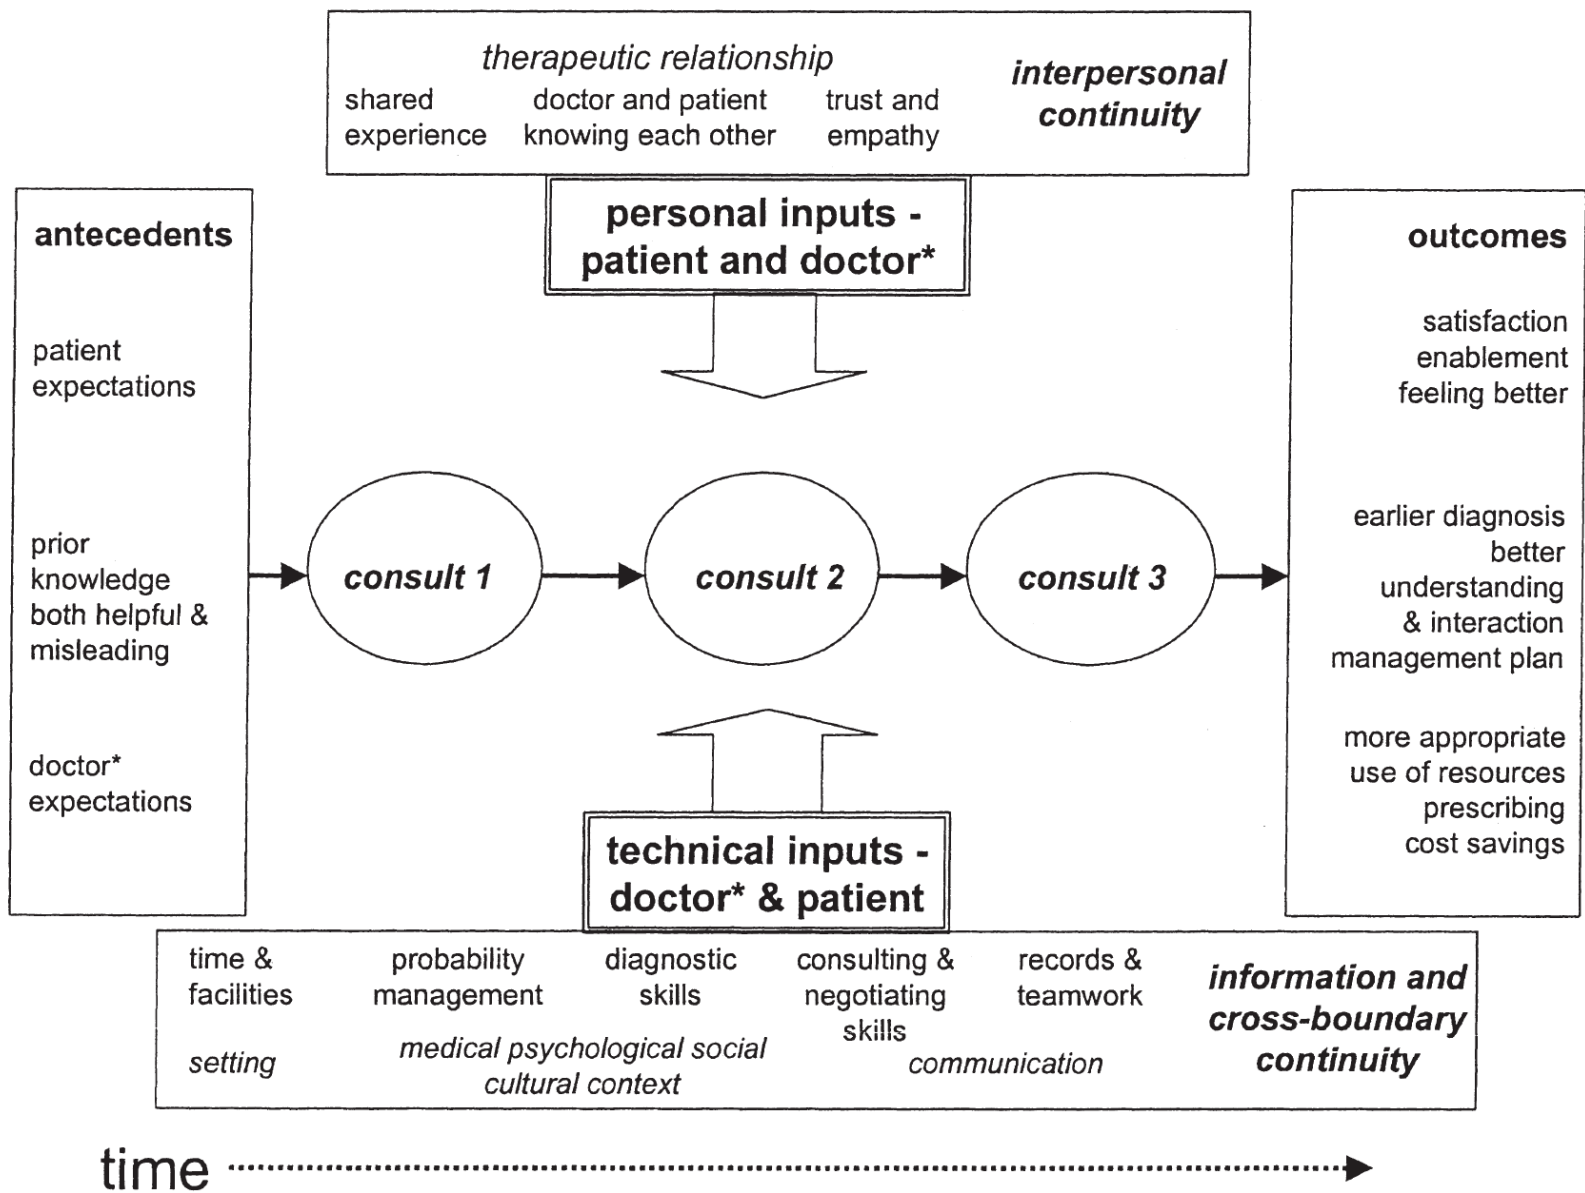 therapeutic relationship
shared
experience
doctor and patient
knowing each other
trust and
empathy
interpersonal
continuity
personal inputs -
patient and doctor*
antecedents
patient
expectations
prior
knowledge
both helpful &
misleading
doctor*
expectations
consult 1
consult 2
consult 3
outcomes
satisfaction
enablement
feeling better
earlier diagnosis
better
understanding
& interaction
management plan
more appropriate
use of resources
prescribing
cost savings
technical inputs -
doctor* & patient
time &
facilities
probability
management
diagnostic
skills
consulting &
negotiating
skills
records &
teamwork
setting
medical psychological social
cultural context
communication
information and
cross-boundary
continuity
time